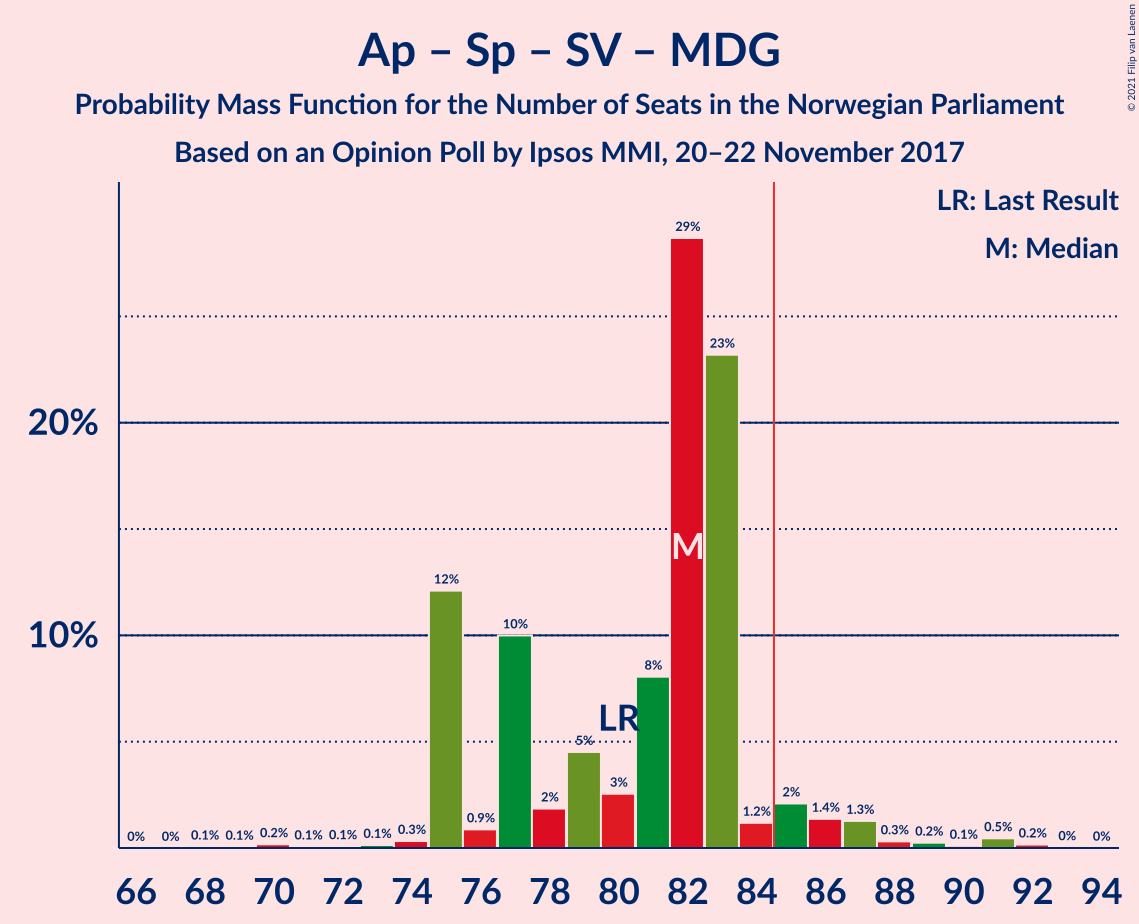 Ap – Sp – SV – MDG
Probability Mass Function for the Number of Seats in the Norwegian Parliament
Based on an Opinion Poll by Ipsos MMI, 20–22 November 2017
© 2021 Filip van Laenen
LR: Last Result
M: Median
29%
23%
20%
M
12%
10%
10%
8%
LR
5%
3%
2%
2%
0% 0% 0.1% 0.1% 0.2% 0.1% 0.1% 0.1% 0.3% 0.9% 1.2% 1.4% 1.3% 0.3% 0.2% 0.1% 0.5% 0.2% 0% 0%
66 68 70 72 74 76 78 80 82 84 86 88 90 92 94